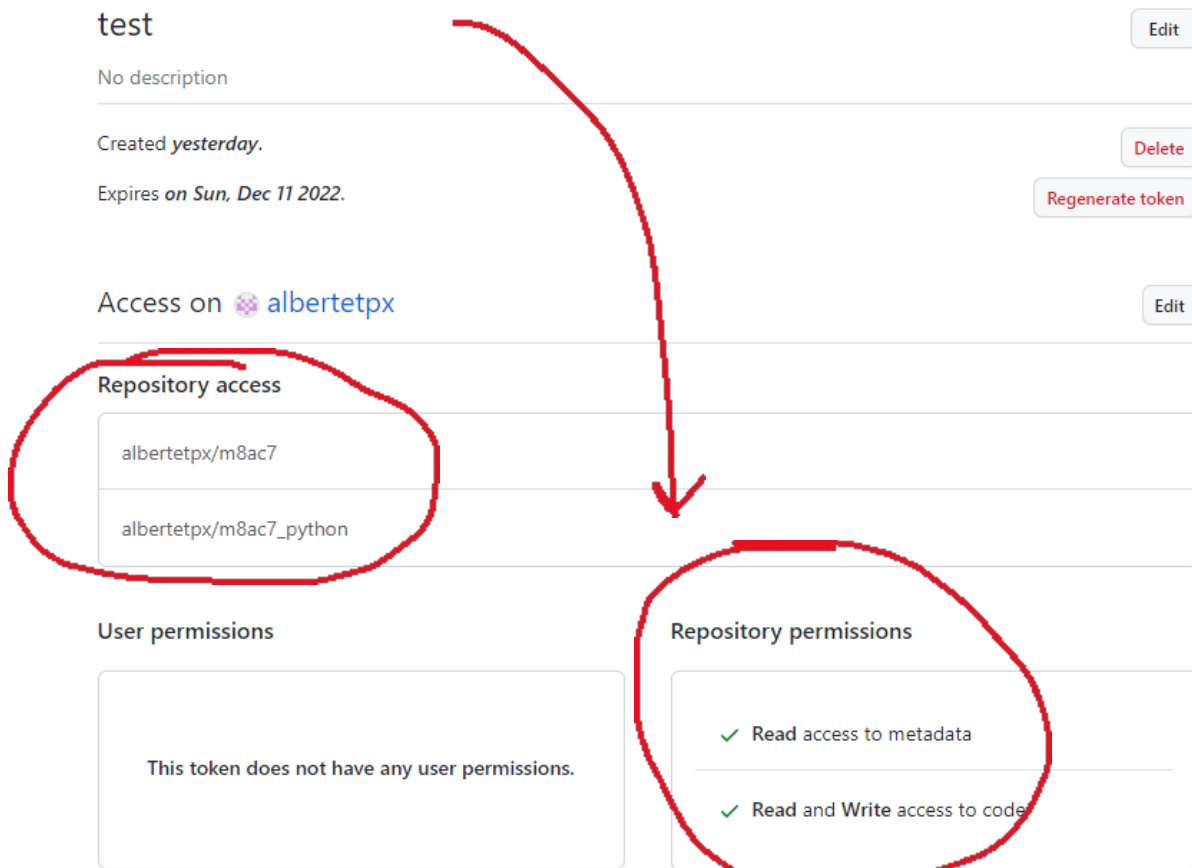 test
Edit
No description
Created yesterday.
Delete
Expires on Sun, Dec 11 2022.
Regenerate token
Access on albertetpx
Edit
Repository access
albertetpx/m8ac7
albertetpx/m8ac7_python
User permissions
Repository permissions
This token does not have any user permissions.
Read access to metadata
Read and Write access to code